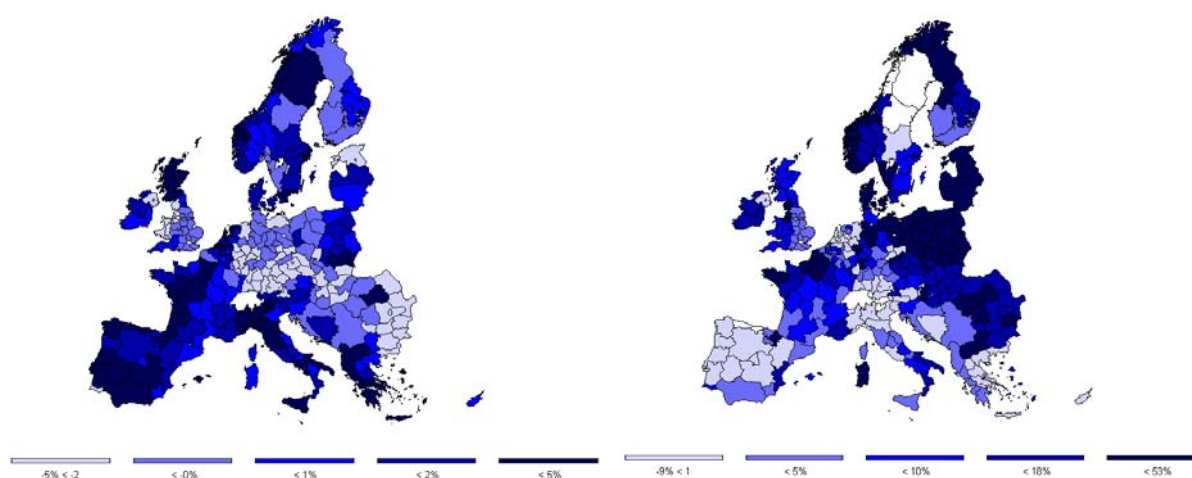 -5% < -2 < -0% < 1% < 2% < 5%
-9% < 1 < 5% < 10% < 18% < 53%